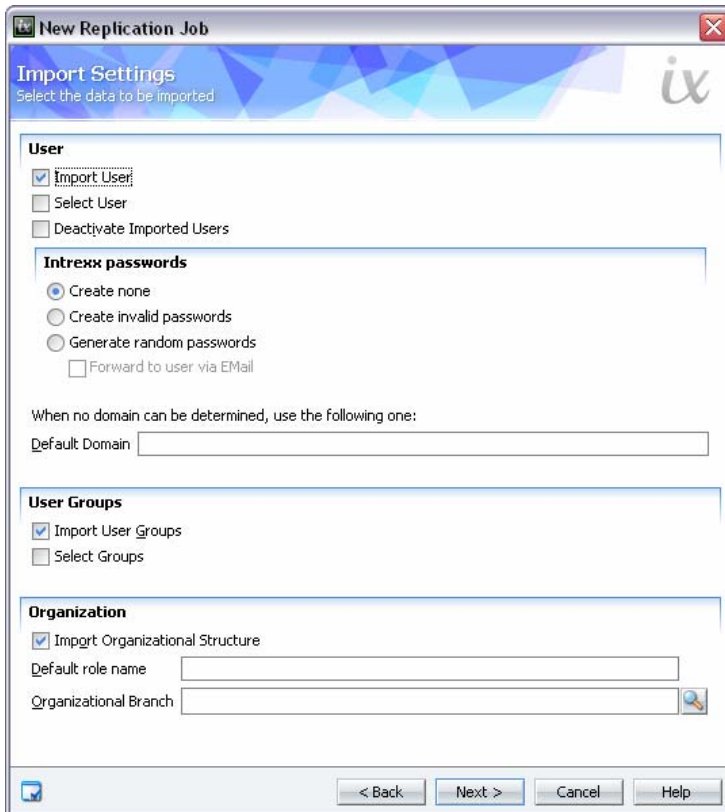 ix New Replication Job
Import Settings
Select the data to be imported
ix
User
Import User
Select User
Deactivate Imported Users
Intrexx passwords
Create none
Create invalid passwords
Generate random passwords
Forward to user via EMail
When no domain can be determined, use the following one:
Default Domain
User Groups
Import User Groups
Select Groups
Organization
Import Organizational Structure
Default role name
Organizational Branch
< Back Next > Cancel Help